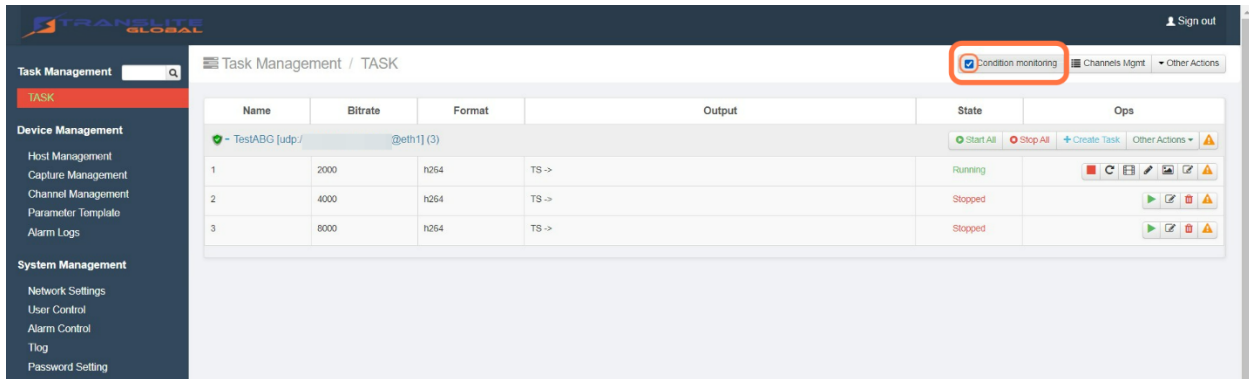 TRANSLITE
GLOBAL
Sign out
Task Management
TASK
Device Management
Host Management
Capture Management
Channel Management
Parameter Template
Alarm Logs
System Management
Network Settings
User Control
Alarm Control
Tlog
Password Setting
Task Management / TASK
Condition monitoring
Channels Mgmt
Other Actions
Name Bitrate Format Output State Ops
- TestABG [udp:/ @eth1] (3) Start All Stop All Create Task Other Actions
1 2000 h264 TS -> Running
2 4000 h264 TS -> Stopped
3 8000 h264 TS -> Stopped